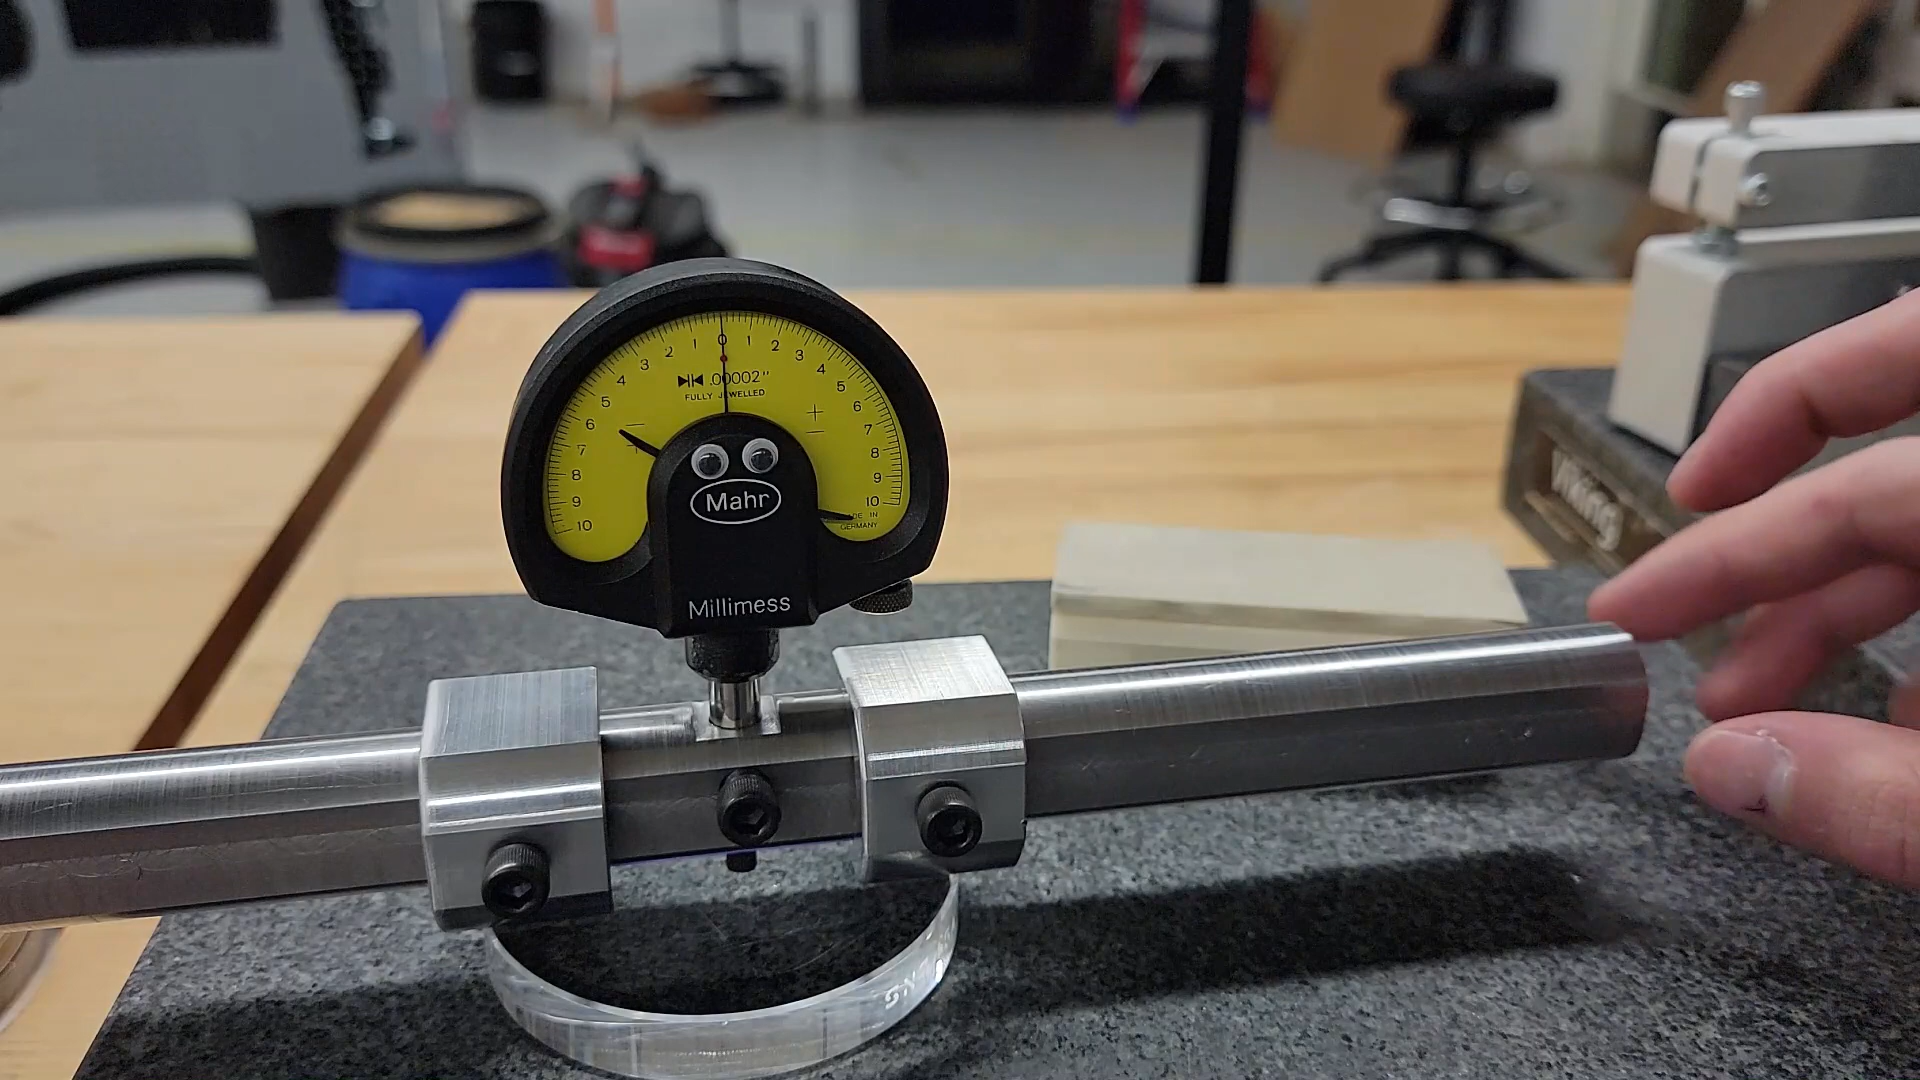 10 9 8 7 6 5 4 3 2 1 0 1 2 3 4 5 6 7 8 9 10
.00002"
FULLY JEWELLED
+
-
MADE IN
GERMANY
Mahr
Millimess
Viking